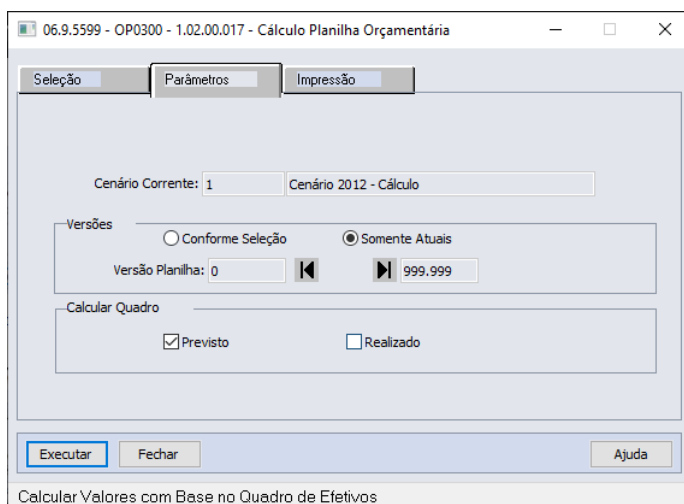 06.9.5599 - OP0300 - 1.02.00.017 - Cálculo Planilha Orçamentária
Seleção Parâmetros Impressão
Cenário Corrente: 1 Cenário 2012 - Cálculo
Versões
Conforme Seleção Somente Atuais
Versão Planilha: 0 999.999
Calcular Quadro
Previsto Realizado
Executar Fechar Ajuda
Calcular Valores com Base no Quadro de Efetivos